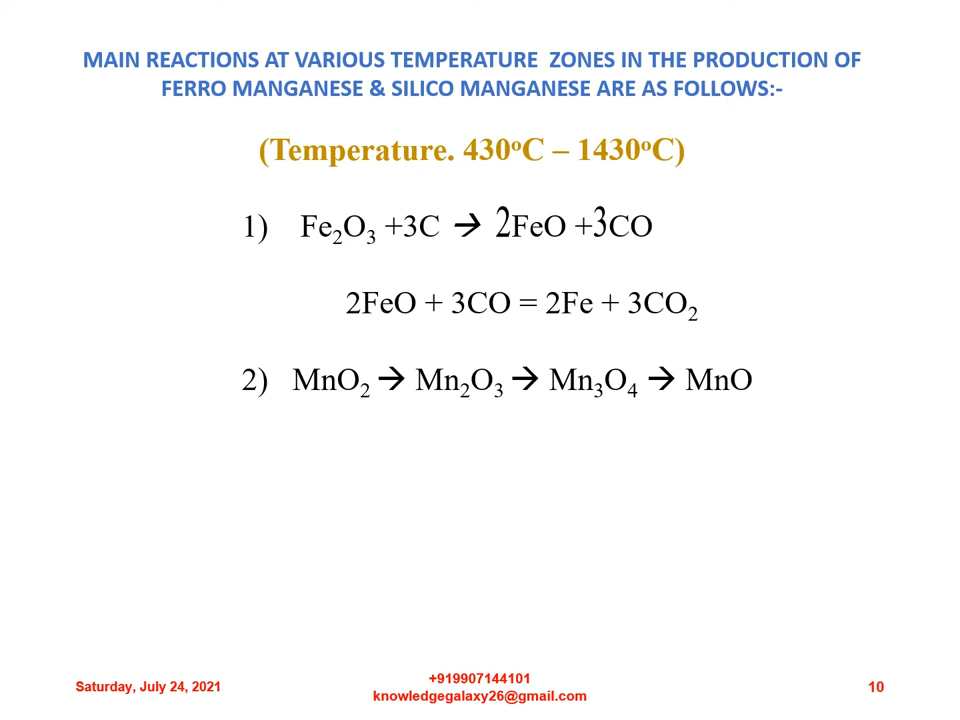 MAIN REACTIONS AT VARIOUS TEMPERATURE ZONES IN THE PRODUCTION OF
FERRO MANGANESE & SILICO MANGANESE ARE AS FOLLOWS:-
(Temperature. 430ºC – 1430ºC)
1) Fe₂O₃ +3C → 2FeO +3CO
2FeO + 3CO = 2Fe + 3CO₂
2) MnO₂ → Mn₂O₃ → Mn₃O₄ → MnO
Saturday, July 24, 2021
+919907144101
knowledgegalaxy26@gmail.com
10